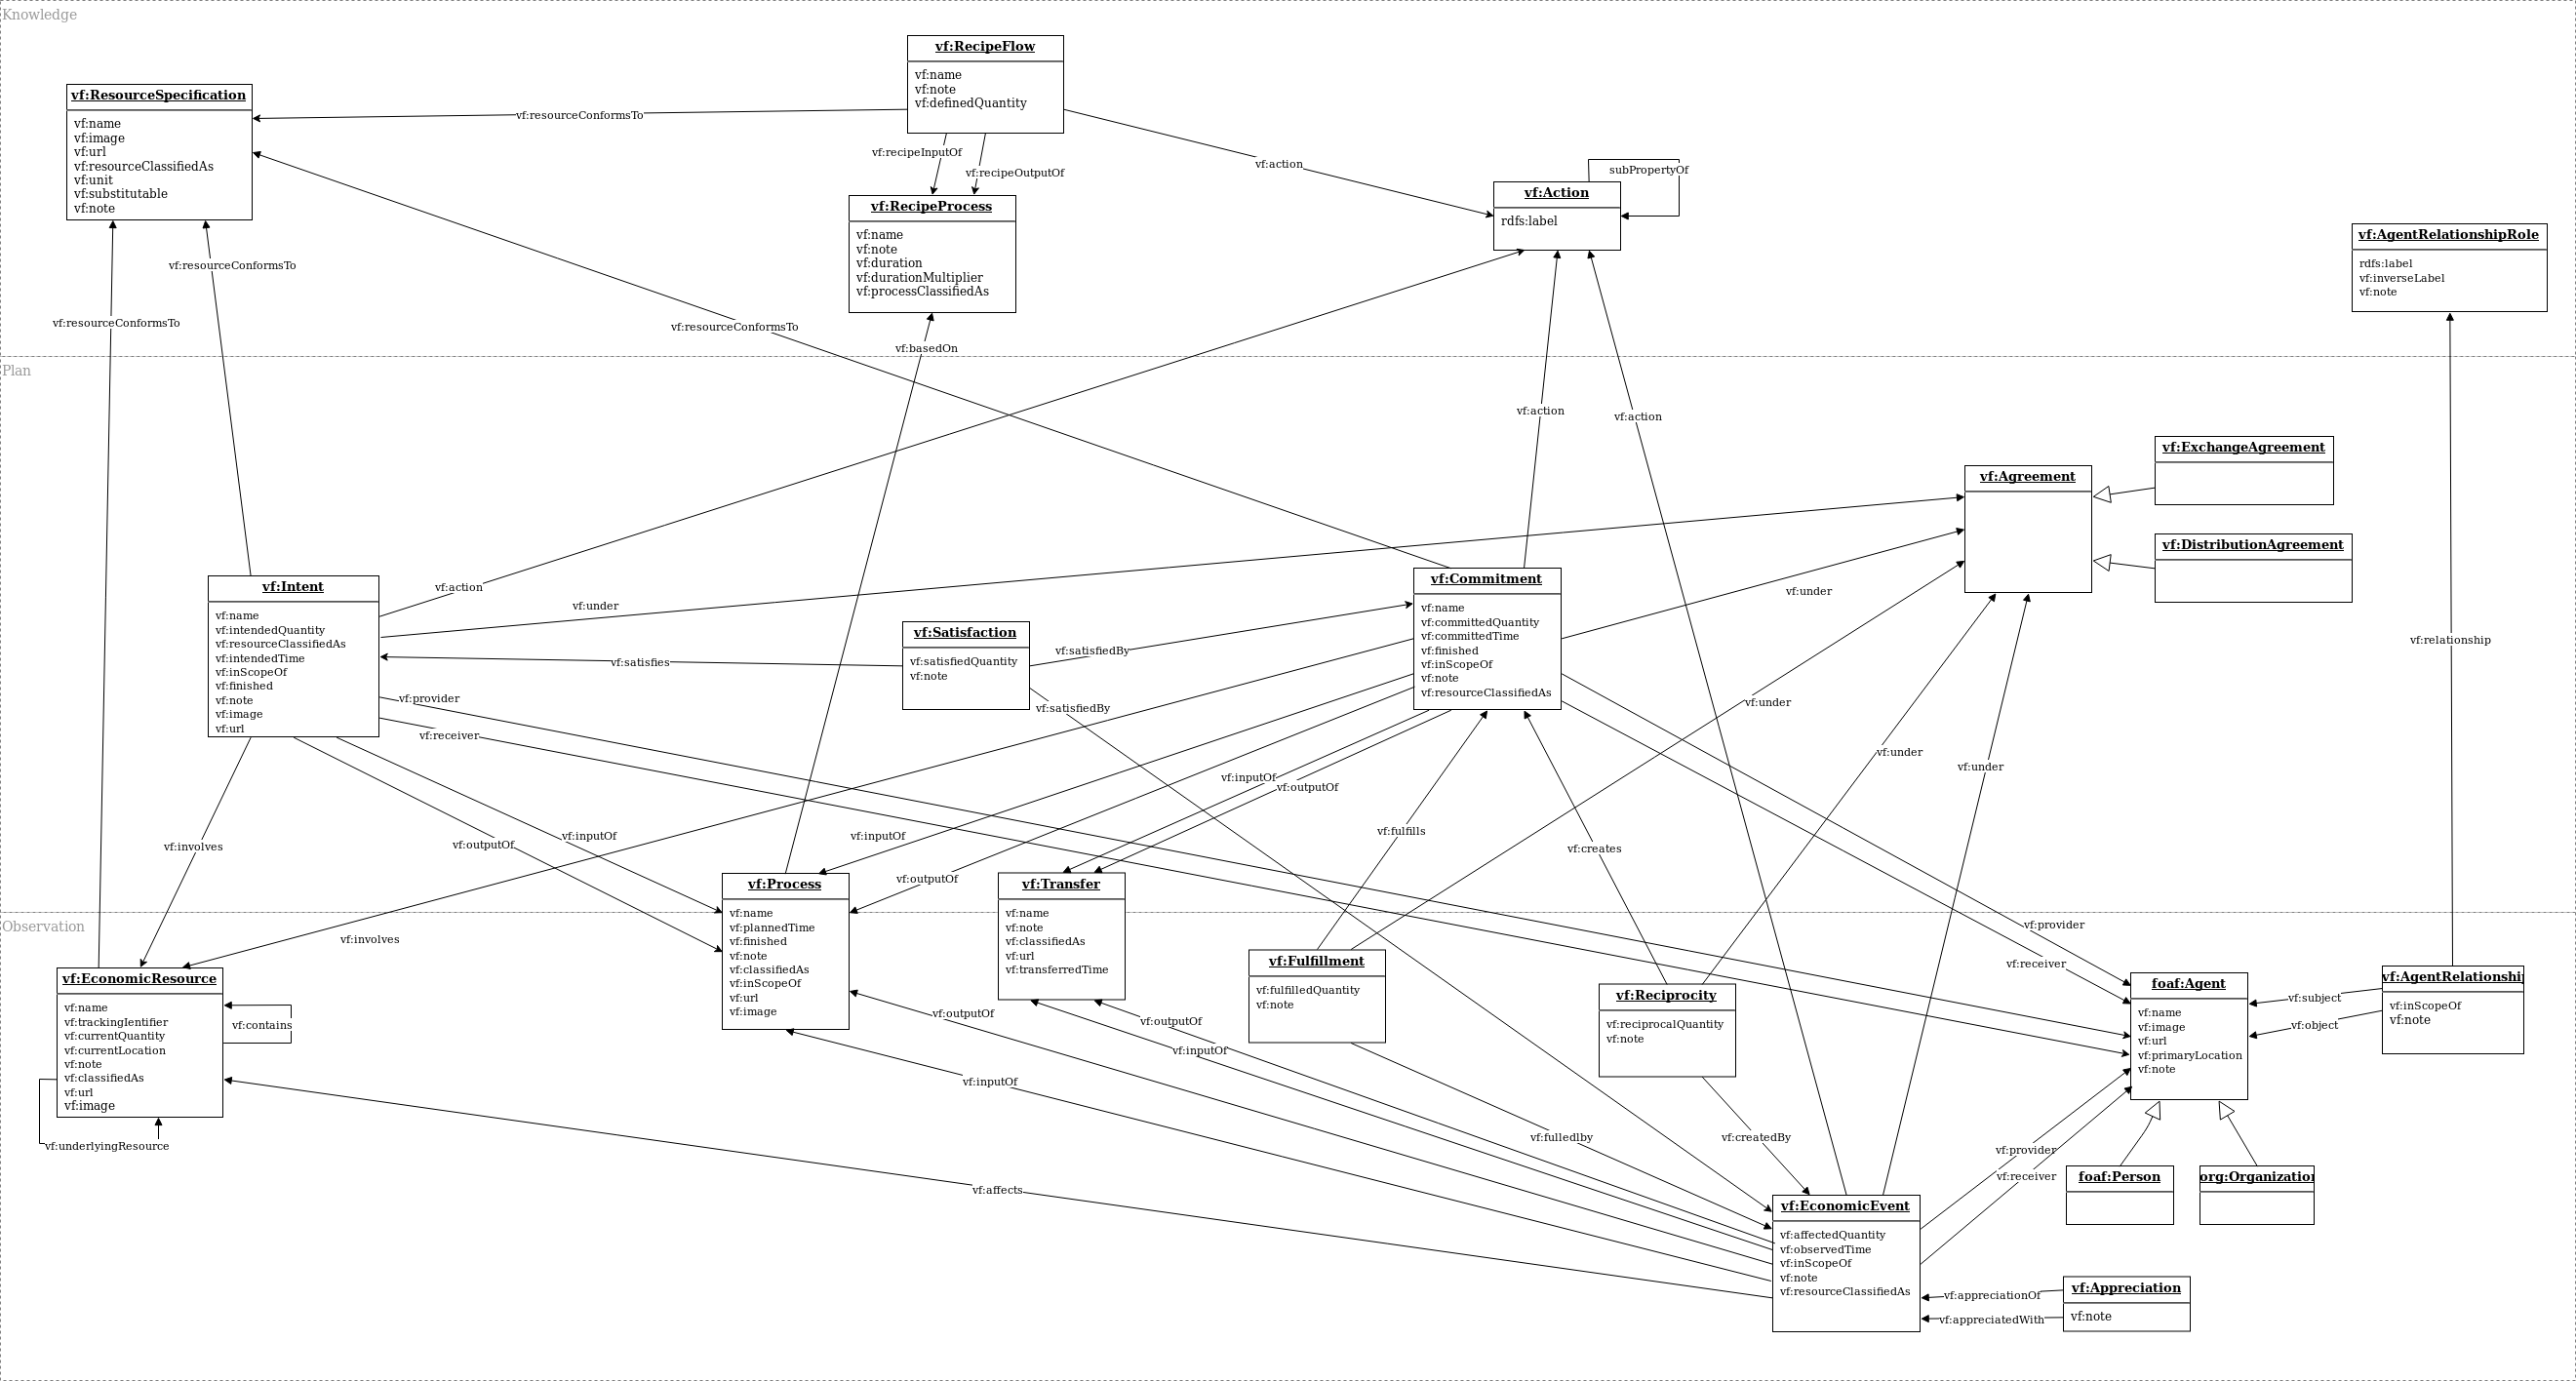 Knowledge
vf:RecipeFlow
vf:name
vf:note
vf:definedQuantity
vf:ResourceSpecification
vf:name
vf:image
vf:url
vf:resourceClassifiedAs
vf:unit
vf:substitutable
vf:note
vf:resourceConformsTo
vf:recipeInputOf
vf:recipeOutputOf
vf:action
subPropertyOf
vf:Action
rdfs:label
vf:RecipeProcess
vf:name
vf:note
vf:duration
vf:durationMultiplier
vf:processClassifiedAs
vf:AgentRelationshipRole
rdfs:label
vf:inverseLabel
vf:note
vf:resourceConformsTo
vf:resourceConformsTo
vf:resourceConformsTo
vf:basedOn
Plan
vf:action
vf:action
vf:ExchangeAgreement
vf:Agreement
vf:DistributionAgreement
vf:Intent
vf:name
vf:intendedQuantity
vf:resourceClassifiedAs
vf:intendedTime
vf:inScopeOf
vf:finished
vf:note
vf:image
vf:url
vf:action
vf:under
vf:Satisfaction
vf:satisfiedQuantity
vf:note
vf:satisfies
vf:satisfiedBy
vf:satisfiedBy
vf:Commitment
vf:name
vf:committedQuantity
vf:committedTime
vf:finished
vf:inScopeOf
vf:note
vf:resourceClassifiedAs
vf:under
vf:relationship
vf:provider
vf:receiver
vf:under
vf:under
vf:under
vf:inputOf
vf:outputOf
vf:fulfills
vf:creates
vf:involves
vf:outputOf
vf:inputOf
vf:inputOf
vf:outputOf
vf:Process
vf:name
vf:plannedTime
vf:finished
vf:note
vf:classifiedAs
vf:inScopeOf
vf:url
vf:image
vf:Transfer
vf:name
vf:note
vf:classifiedAs
vf:url
vf:transferredTime
Observation
vf:involves
vf:provider
vf:receiver
vf:EconomicResource
vf:name
vf:trackingIentifier
vf:currentQuantity
vf:currentLocation
vf:note
vf:classifiedAs
vf:url
vf:image
vf:contains
vf:underlyingResource
vf:Fulfillment
vf:fulfilledQuantity
vf:note
vf:Reciprocity
vf:reciprocalQuantity
vf:note
foaf:Agent
vf:name
vf:image
vf:url
vf:primaryLocation
vf:note
vf:AgentRelationship
vf:inScopeOf
vf:note
vf:subject
vf:object
vf:outputOf
vf:inputOf
vf:outputOf
vf:inputOf
vf:fulledlby
vf:createdBy
vf:provider
vf:receiver
foaf:Person
org:Organization
vf:affects
vf:EconomicEvent
vf:affectedQuantity
vf:observedTime
vf:inScopeOf
vf:note
vf:resourceClassifiedAs
vf:appreciationOf
vf:appreciatedWith
vf:Appreciation
vf:note